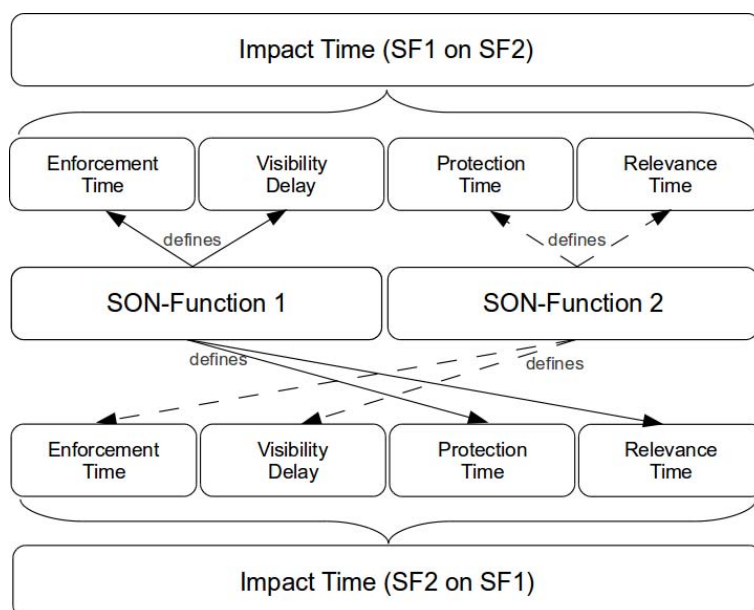 Impact Time (SF1 on SF2)
Enforcement
Time
Visibility
Delay
Protection
Time
Relevance
Time
defines
defines
SON-Function 1
SON-Function 2
defines
defines
Enforcement
Time
Visibility
Delay
Protection
Time
Relevance
Time
Impact Time (SF2 on SF1)